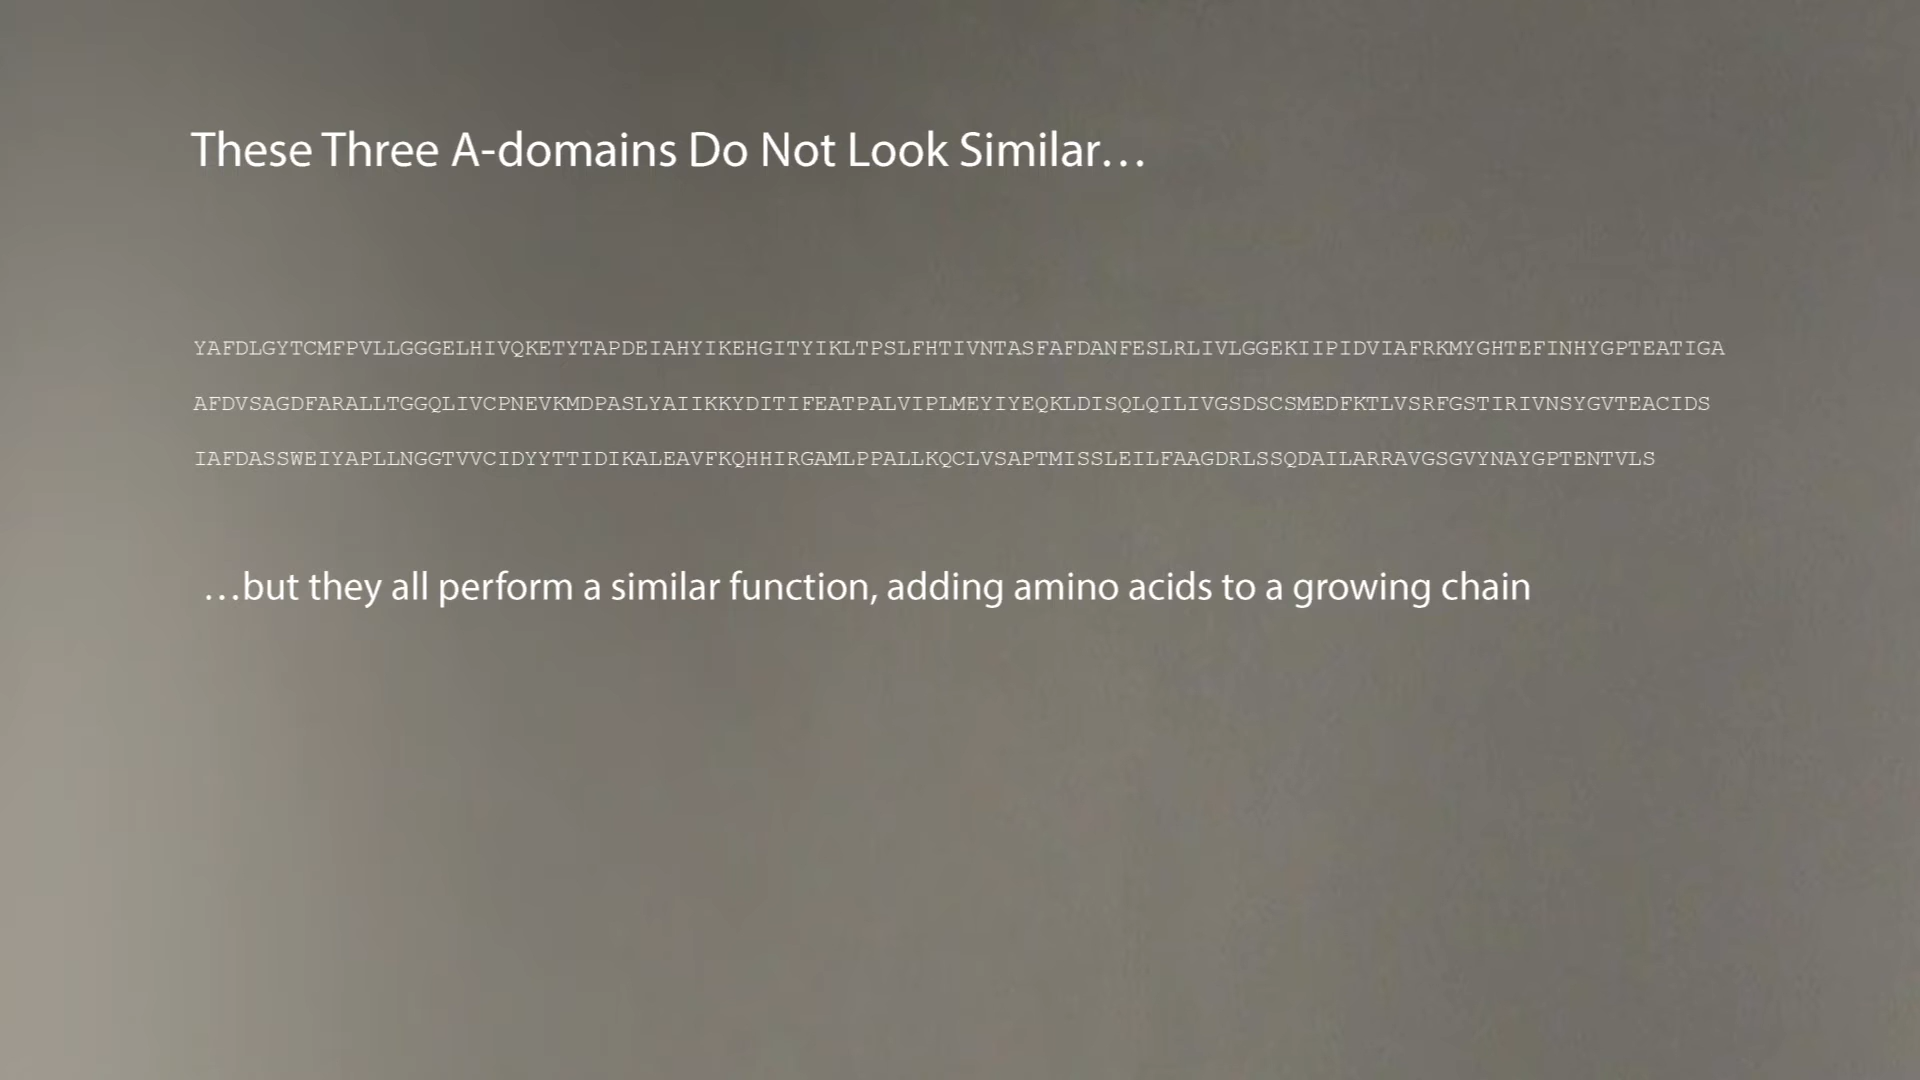 These Three A-domains Do Not Look Similar…
YAFDLGYTCMFPVLLGGGELHIVQKETYTAPDEIAHYIKEHGITYIKLTPSLFHTIVNTASFAFDANFESLRLIVLGGEKIIPIDVIAFRKMYGHTEFINHYGPTEATIGA
AFDVSAGDFARALLTGGQLIVCPNEVKMDPASLYAIIKKYDITIFEATPALVIPLMEYIYEQKLDISQLQILIVGSDSCSMEDFKTLVSRFGSTIRIVNSYGVTEACIDS
IAFDASSWEIYAPLLNGGTVVCIDYYTTIDIKALEAVFKQHHIRGAMLPPALLKQCLVSAPTMISSLEILFAAGDRLSSQDAILARRAVGSGVYNAYGPTENTVLS
…but they all perform a similar function, adding amino acids to a growing chain